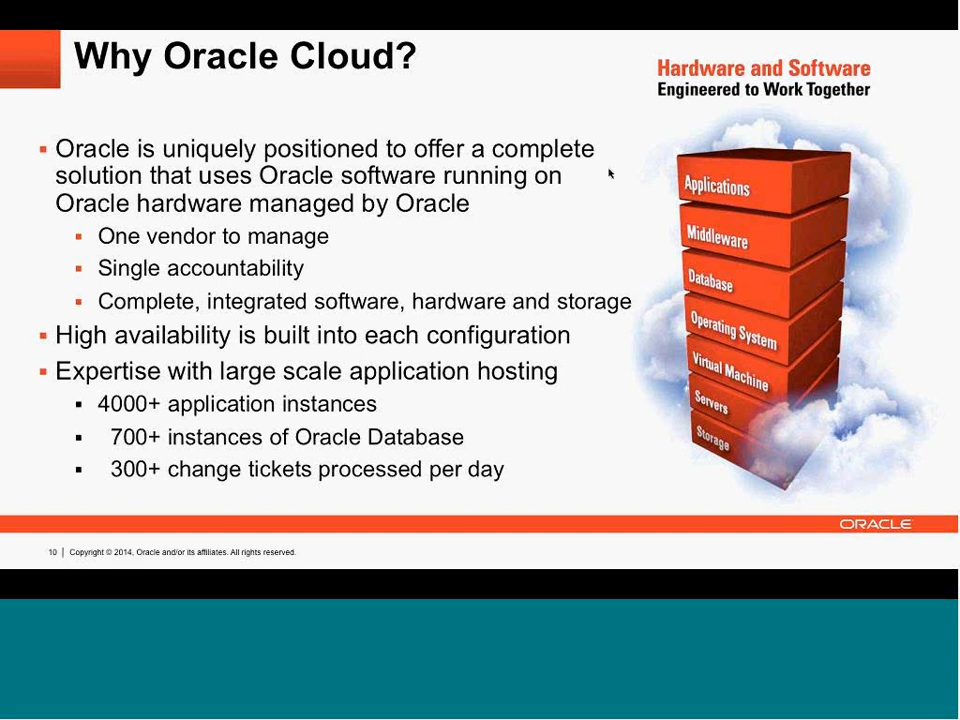 Why Oracle Cloud?
Hardware and Software
Engineered to Work Together
Oracle is uniquely positioned to offer a complete
solution that uses Oracle software running on
Oracle hardware managed by Oracle
One vendor to manage
Single accountability
Complete, integrated software, hardware and storage
High availability is built into each configuration
Expertise with large scale application hosting
4000+ application instances
700+ instances of Oracle Database
300+ change tickets processed per day
Applications
Middleware
Database
Operating System
Virtual Machine
Servers
Storage
ORACLE
10 | Copyright © 2014, Oracle and/or its affiliates. All rights reserved.